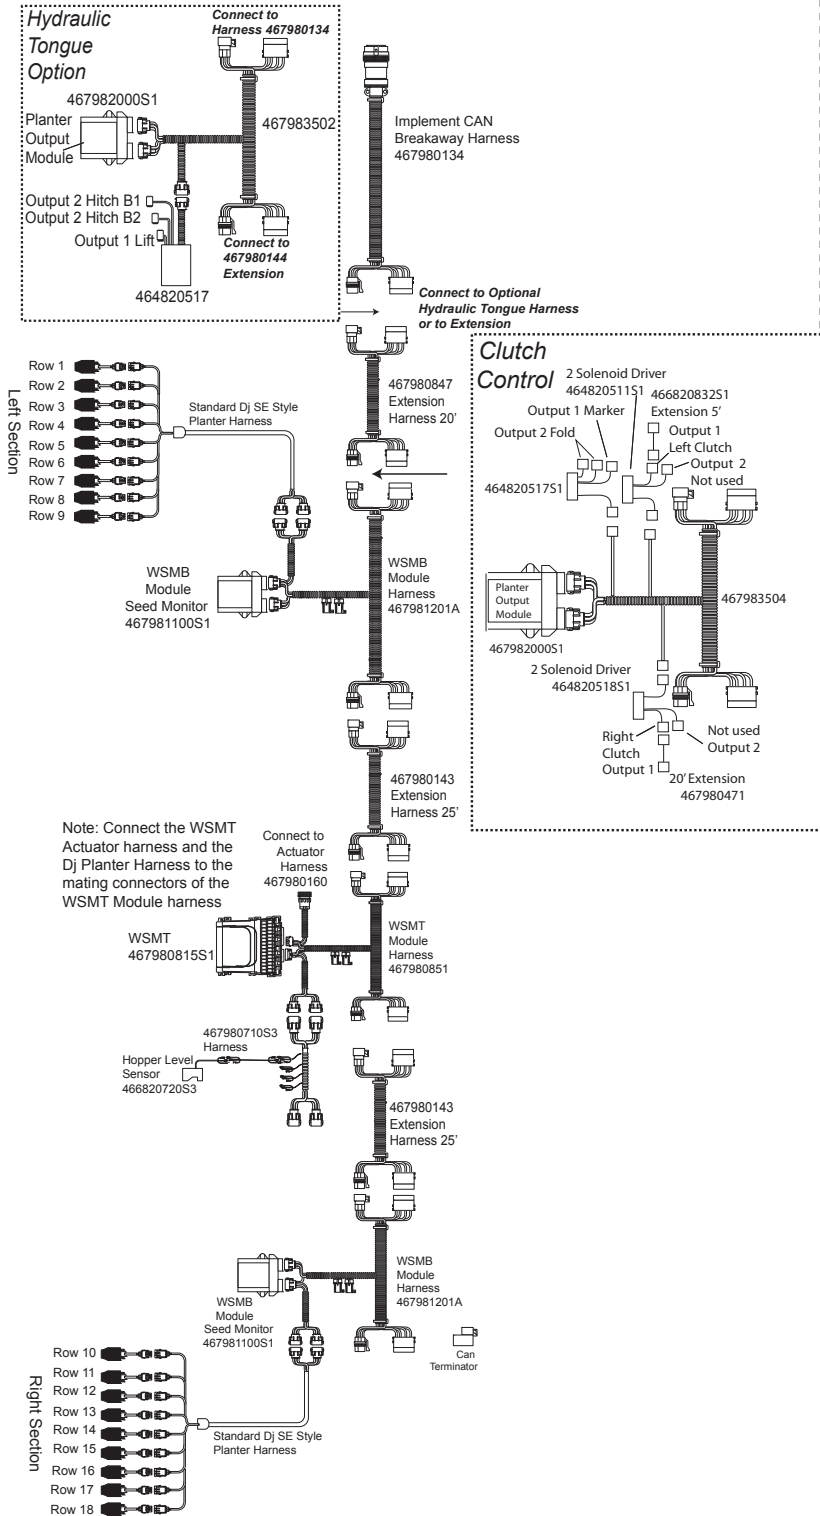 Hydraulic
Tongue
Option
Connect to
Harness 467980134
467982000S1
Planter
Output
Module
467983502
Output 2 Hitch B1
Output 2 Hitch B2
Output 1 Lift
464820517
Connect to
467980144
Extension
Implement CAN
Breakaway Harness
467980134
Connect to Optional
Hydraulic Tongue Harness
or to Extension
Left Section
Row 1
Row 2
Row 3
Row 4
Row 5
Row 6
Row 7
Row 8
Row 9
Standard Dj SE Style
Planter Harness
467980847
Extension
Harness 20'
WSMB
Module
Seed Monitor
467981100S1
WSMB
Module
Harness
467981201A
Clutch
Control
2 Solenoid Driver
464820511S1
466820832S1
Extension 5'
Output 1 Marker
Output 2 Fold
Output 1
Left Clutch
Output 2
Not used
464820517S1
Planter
Output
Module
467982000S1
467983504
2 Solenoid Driver
464820518S1
Right
Clutch
Output 1
Not used
Output 2
20' Extension
467980471
467980143
Extension
Harness 25'
Note: Connect the WSMT
Actuator harness and the
Dj Planter Harness to the
mating connectors of the
WSMT Module harness
Connect to
Actuator
Harness
467980160
WSMT
467980815S1
WSMT
Module
Harness
467980851
467980710S3
Harness
Hopper Level
Sensor
466820720S3
467980143
Extension
Harness 25'
WSMB
Module
Seed Monitor
467981100S1
WSMB
Module
Harness
467981201A
Can
Terminator
Right Section
Row 10
Row 11
Row 12
Row 13
Row 14
Row 15
Row 16
Row 17
Row 18
Standard Dj SE Style
Planter Harness